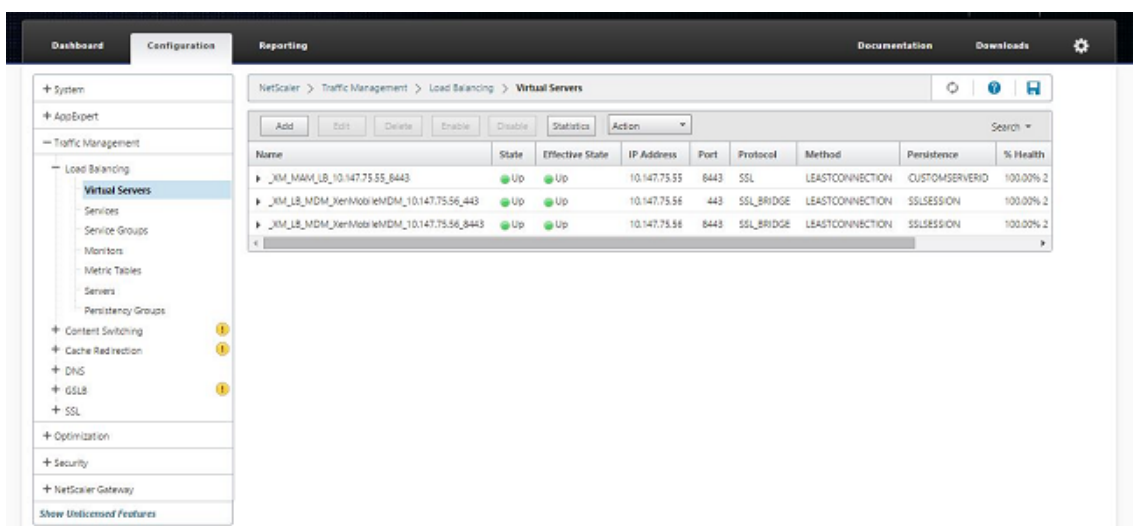 Dashboard Configuration Reporting Documentation Downloads
+ System
+ AppExpert
− Traffic Management
− Load Balancing
Virtual Servers
Services
Service Groups
Monitors
Metric Tables
Servers
Persistency Groups
+ Content Switching
+ Cache Redirection
+ DNS
+ GSLB
+ SSL
+ Optimization
+ Security
+ NetScaler Gateway
Show Unlicensed Features
NetScaler > Traffic Management > Load Balancing > Virtual Servers
Add Edit Delete Enable Disable Statistics Action Search
Name State Effective State IP Address Port Protocol Method Persistence % Health
_XM_MAM_LB_10.147.75.55_8443 Up Up 10.147.75.55 8443 SSL LEASTCONNECTION CUSTOMSERVERID 100.00% 2
_XM_LB_MDM_XenMobileMDM_10.147.75.56_443 Up Up 10.147.75.56 443 SSL_BRIDGE LEASTCONNECTION SSLSESSION 100.00% 2
_XM_LB_MDM_XenMobileMDM_10.147.75.56_8443 Up Up 10.147.75.56 8443 SSL_BRIDGE LEASTCONNECTION SSLSESSION 100.00% 2